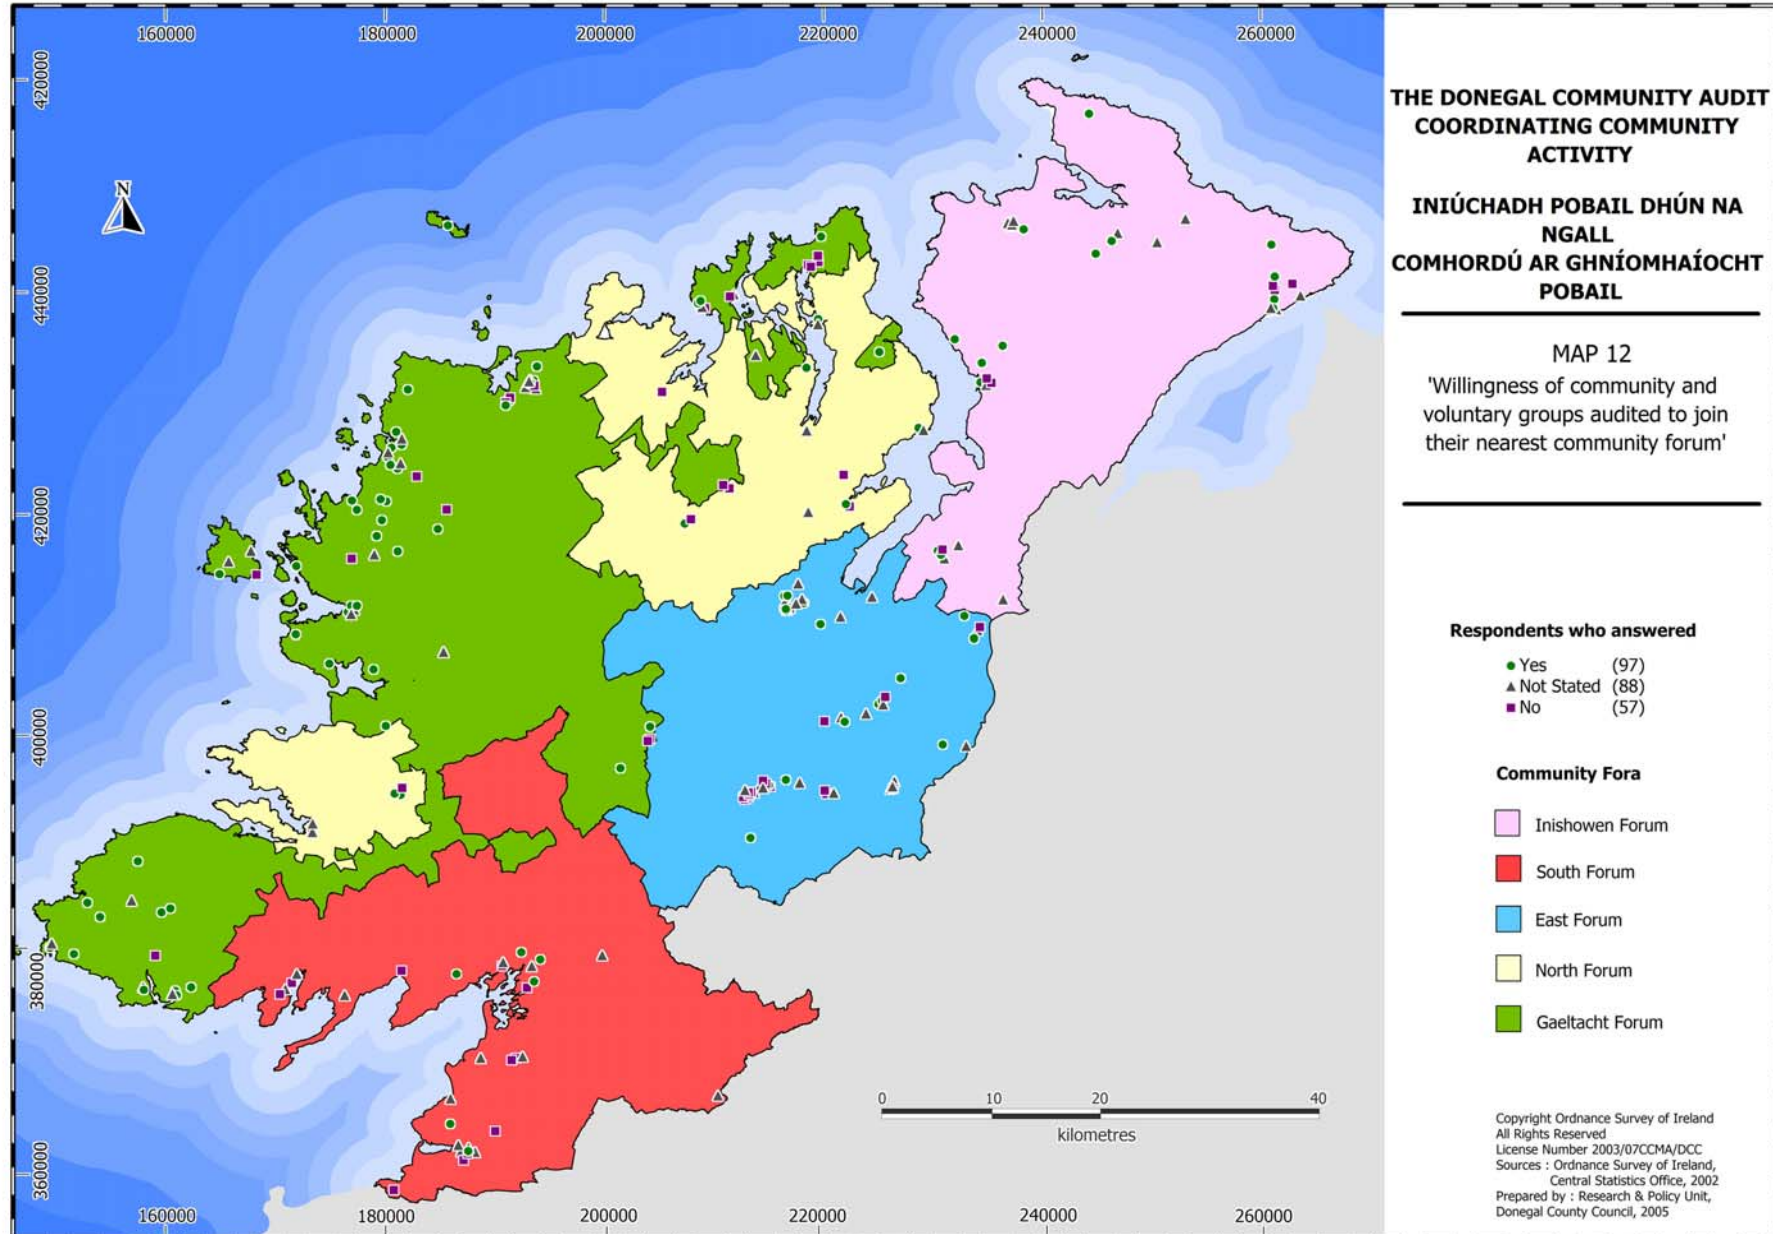 160000
180000
200000
220000
240000
260000
420000
440000
420000
400000
380000
360000
N
0 10 20 40
kilometres
160000
180000
200000
220000
240000
260000
THE DONEGAL COMMUNITY AUDIT
COORDINATING COMMUNITY
ACTIVITY
INIÚCHADH POBAIL DHÚN NA
NGALL
COMHORDÚ AR GHNÍOMHAÍOCHT
POBAIL
MAP 12
'Willingness of community and
voluntary groups audited to join
their nearest community forum'
Respondents who answered
Yes (97)
Not Stated (88)
No (57)
Community Fora
Inishowen Forum
South Forum
East Forum
North Forum
Gaeltacht Forum
Copyright Ordnance Survey of Ireland
All Rights Reserved
License Number 2003/07CCMA/DCC
Sources : Ordnance Survey of Ireland,
Central Statistics Office, 2002
Prepared by : Research & Policy Unit,
Donegal County Council, 2005